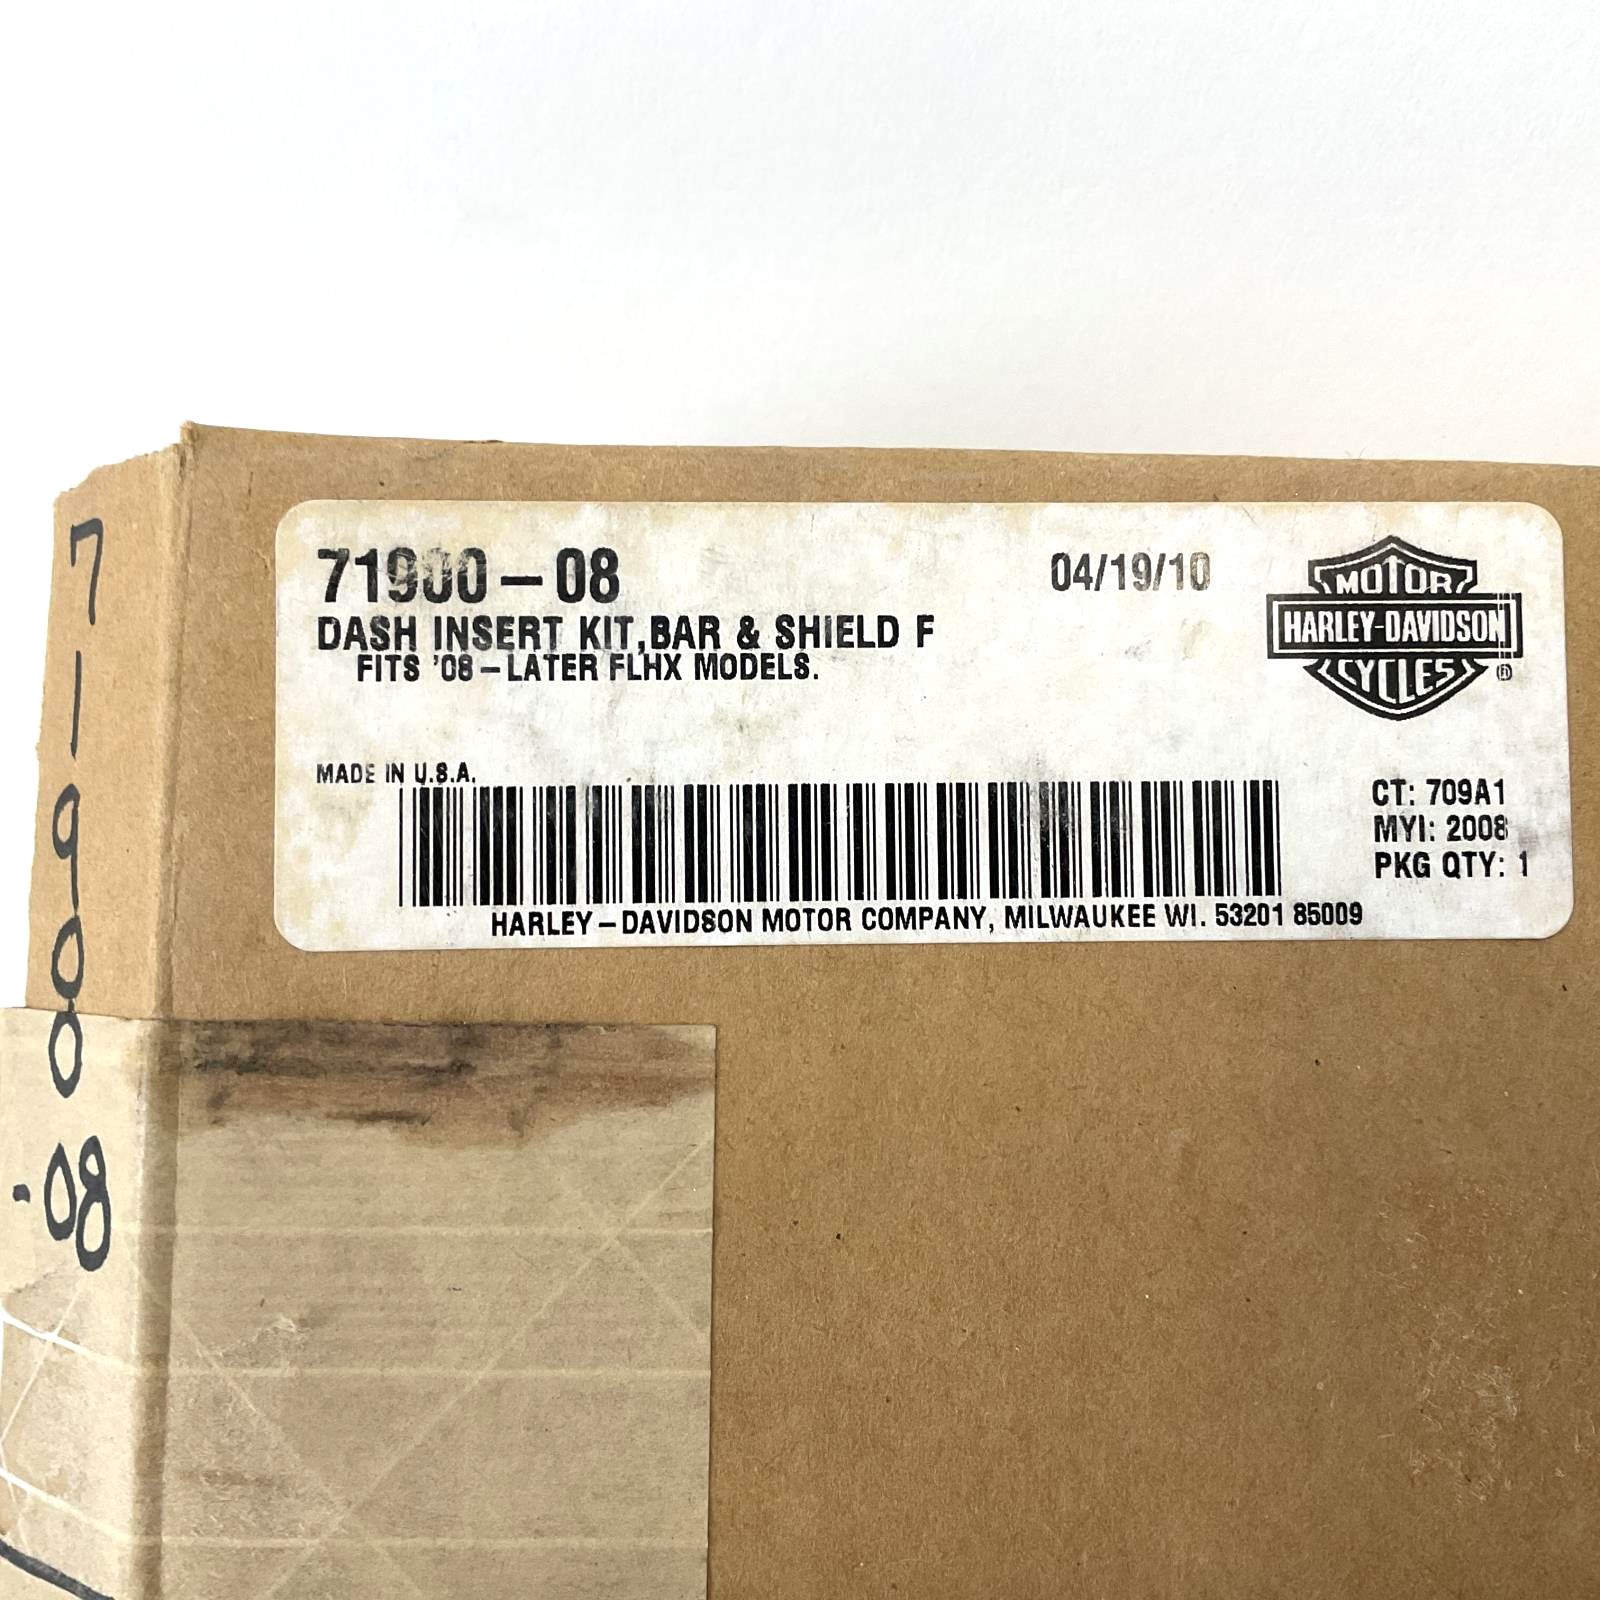 71900-08
04/19/10
DASH INSERT KIT,BAR & SHIELD F
FITS '08-LATER FLHX MODELS.
MOTOR
HARLEY-DAVIDSON
CYCLES
®
MADE IN U.S.A.
CT: 709A1
MYI: 2008
PKG QTY: 1
HARLEY-DAVIDSON MOTOR COMPANY, MILWAUKEE WI. 53201 85009
71900-08